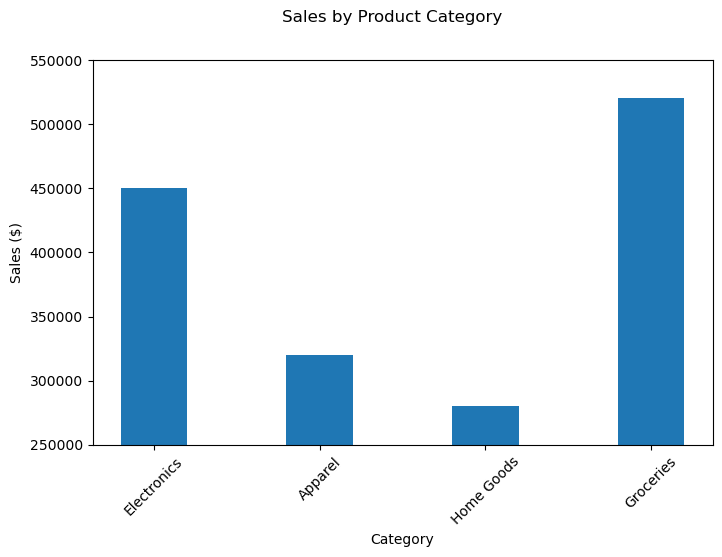 Sales by Product Category
550000
500000
450000
400000
350000
300000
250000
Sales ($)
Electronics
Apparel
Home Goods
Groceries
Category